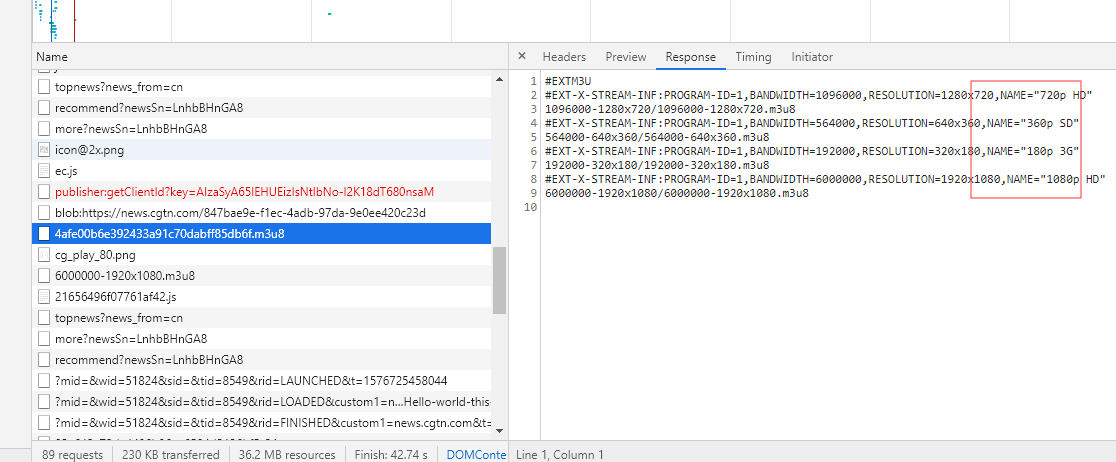 Name
topnews?news_from=cn
recommend?newsSn=LnhbBHnGA8
more?newsSn=LnhbBHnGA8
icon@2x.png
ec.js
publisher:getClientId?key=AIzaSyA65lEHUEizIsNtlbNo-l2K18dT680nsaM
blob:https://news.cgtn.com/847bae9e-f1ec-4adb-97da-9e0ee420c23d
4afe00b6e392433a91c70dabff85db6f.m3u8
cg_play_80.png
6000000-1920x1080.m3u8
21656496f07761af42.js
topnews?news_from=cn
more?newsSn=LnhbBHnGA8
recommend?newsSn=LnhbBHnGA8
?mid=&wid=51824&sid=&tid=8549&rid=LAUNCHED&t=1576725458044
?mid=&wid=51824&sid=&tid=8549&rid=LOADED&custom1=n...Hello-world-this-
?mid=&wid=51824&sid=&tid=8549&rid=FINISHED&custom1=news.cgtn.com&t=
89 requests 230 KB transferred 36.2 MB resources Finish: 42.74 s DOMConte
× Headers Preview Response Timing Initiator
1 #EXTM3U
2 #EXT-X-STREAM-INF:PROGRAM-ID=1,BANDWIDTH=1096000,RESOLUTION=1280x720,NAME="720p HD"
3 1096000-1280x720/1096000-1280x720.m3u8
4 #EXT-X-STREAM-INF:PROGRAM-ID=1,BANDWIDTH=564000,RESOLUTION=640x360,NAME="360p SD"
5 564000-640x360/564000-640x360.m3u8
6 #EXT-X-STREAM-INF:PROGRAM-ID=1,BANDWIDTH=192000,RESOLUTION=320x180,NAME="180p 3G"
7 192000-320x180/192000-320x180.m3u8
8 #EXT-X-STREAM-INF:PROGRAM-ID=1,BANDWIDTH=6000000,RESOLUTION=1920x1080,NAME="1080p HD"
9 6000000-1920x1080/6000000-1920x1080.m3u8
10
Line 1, Column 1